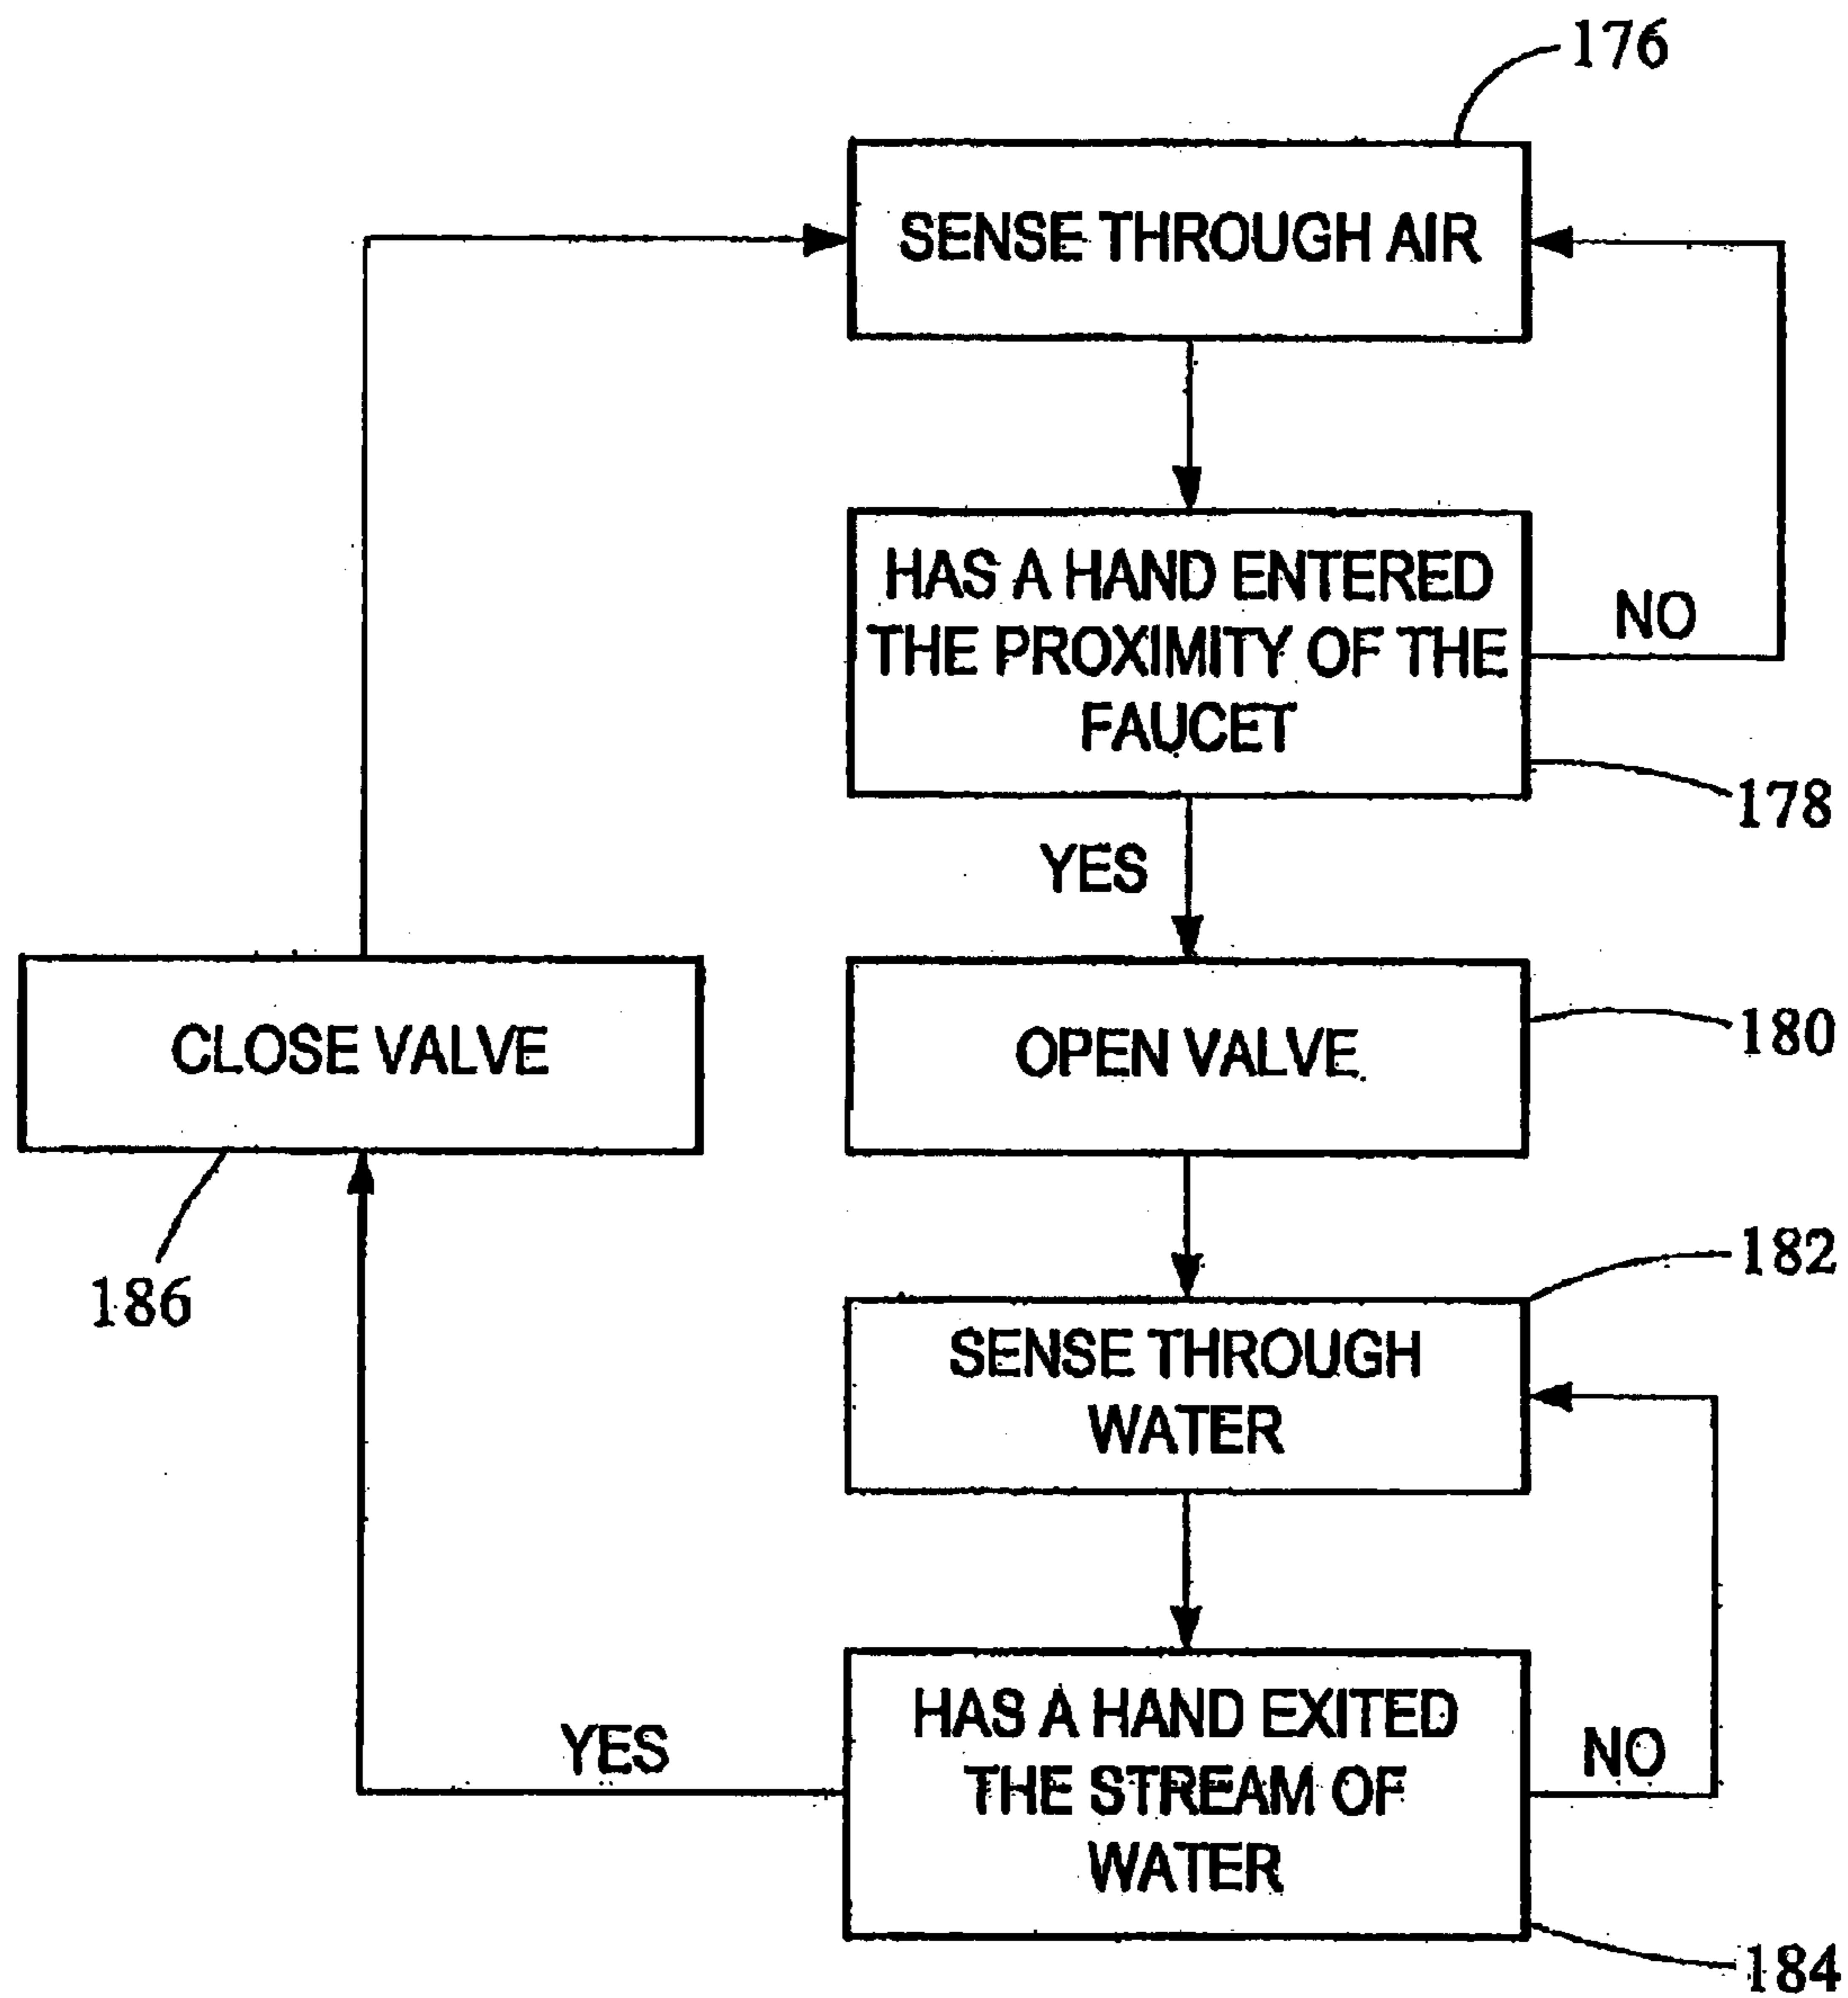 176
SENSE THROUGH AIR
HAS A HAND ENTERED
THE PROXIMITY OF THE
FAUCET
NO
178
YES
CLOSE VALVE
OPEN VALVE
180
186
182
SENSE THROUGH
WATER
HAS A HAND EXITED
THE STREAM OF
WATER
YES
NO
184